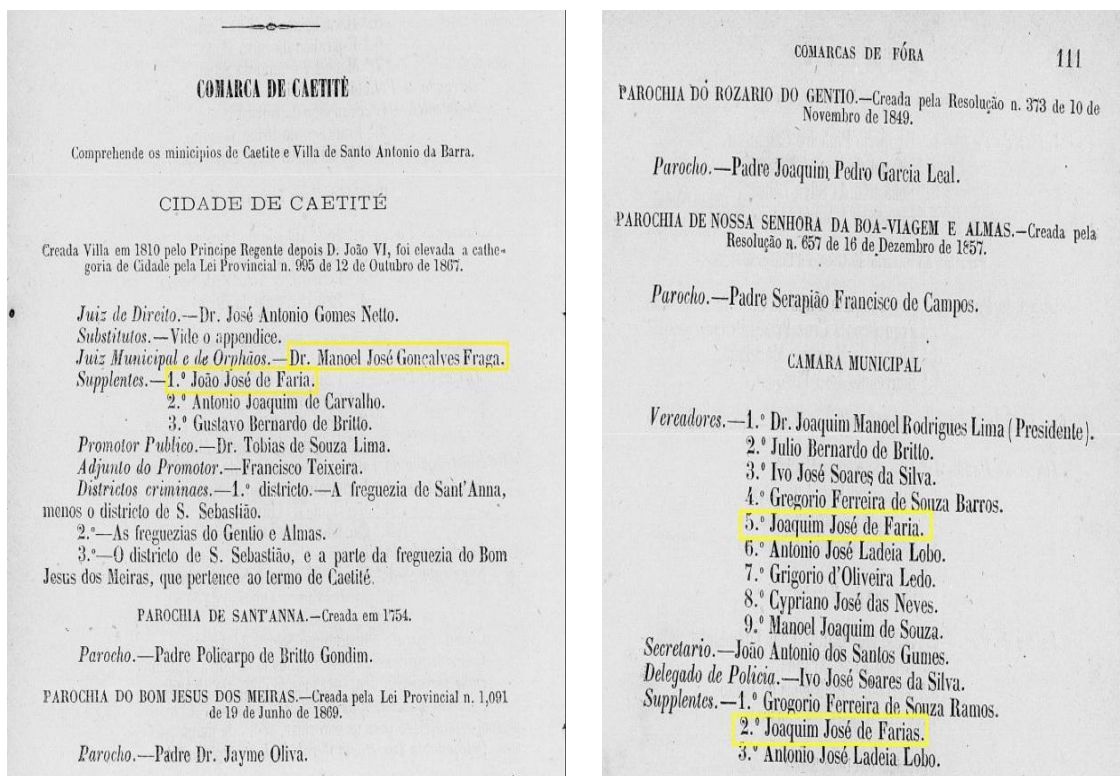 COMARCA DE CAETITÉ
Comprehende os minicipios de Caetite e Villa de Santo Antonio da Barra.
CIDADE DE CAETITÉ
Creada Villa em 1810 pelo Principe Regente depois D. João VI, foi elevada a cathe-
goria de Cidade pela Lei Provincial n. 995 de 12 de Outubro de 1867.
Juiz de Direito.—Dr. José Antonio Gomes Netto.
Substitutos.—Vide o appendice.
Juiz Municipal e de Orphãos.—Dr. Manoel José Gonçalves Fraga.
Supplentes.—1.º João José de Faria.
2.º Antonio Joaquim de Carvalho.
3.º Gustavo Bernardo de Britto.
Promotor Publico.—Dr. Tobias de Souza Lima.
Adjunto do Promotor.—Francisco Teixeira.
Districtos criminaes.—1.º districto.—A freguezia de Sant'Anna,
menos o districto de S. Sebastião.
2.º—As freguezias do Gentio e Almas.
3.º—O districto de S. Sebastião, e a parte da freguezia do Bom
Jesus dos Meiras, que pertence ao termo de Caetité.
PAROCHIA DE SANT'ANNA.—Creada em 1754.
Parocho.—Padre Policarpo de Britto Gondim.
PAROCHIA DO BOM JESUS DOS MEIRAS.—Creada pela Lei Provincial n. 1,091
de 19 de Junho de 1869.
Parocho.—Padre Dr. Jayme Oliva.
COMARCAS DE FÓRA 111
PAROCHIA DO ROZARIO DO GENTIO.—Creada pela Resolução n. 373 de 10 de
Novembro de 1849.
Parocho.—Padre Joaquim Pedro Garcia Leal.
PAROCHIA DE NOSSA SENHORA DA BOA-VIAGEM E ALMAS.—Creada pela
Resolução n. 657 de 16 de Dezembro de 1857.
Parocho.—Padre Serapião Francisco de Campos.
CAMARA MUNICIPAL
Vereadores.—1.º Dr. Joaquim Manoel Rodrigues Lima (Presidente).
2.º Julio Bernardo de Britto.
3.º Ivo José Soares da Silva.
4.º Gregorio Ferreira de Souza Barros.
5.º Joaquim José de Faria.
6.º Antonio José Ladeia Lobo.
7.º Grigorio d'Oliveira Ledo.
8.º Cypriano José das Neves.
9.º Manoel Joaquim de Souza.
Secretario.—João Antonio dos Santos Gumes.
Delegado de Policia.—Ivo José Soares da Silva.
Supplentes.—1.º Grogorio Ferreira de Souza Ramos.
2.º Joaquim José de Farias.
3.º Antonio José Ladeia Lobo.